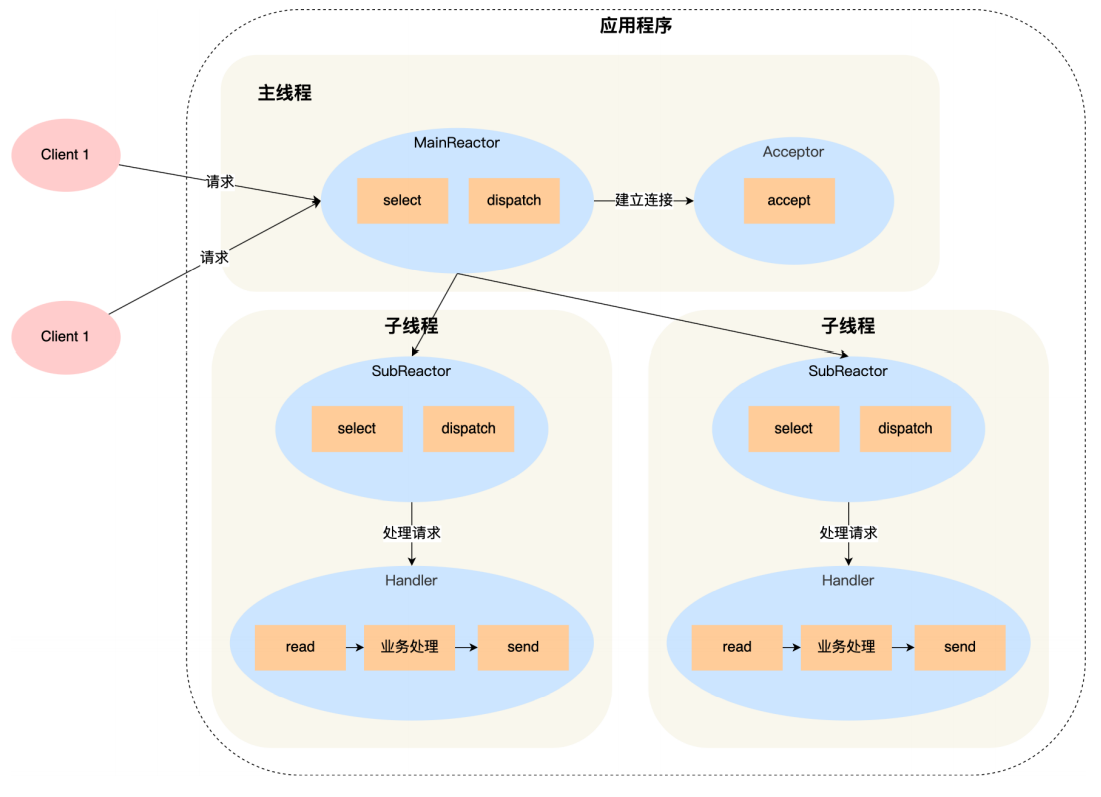 应用程序
主线程
Client 1
请求
MainReactor
select
dispatch
建立连接
Acceptor
accept
请求
Client 1
子线程
SubReactor
select
dispatch
处理请求
Handler
read
业务处理
send
子线程
SubReactor
select
dispatch
处理请求
Handler
read
业务处理
send